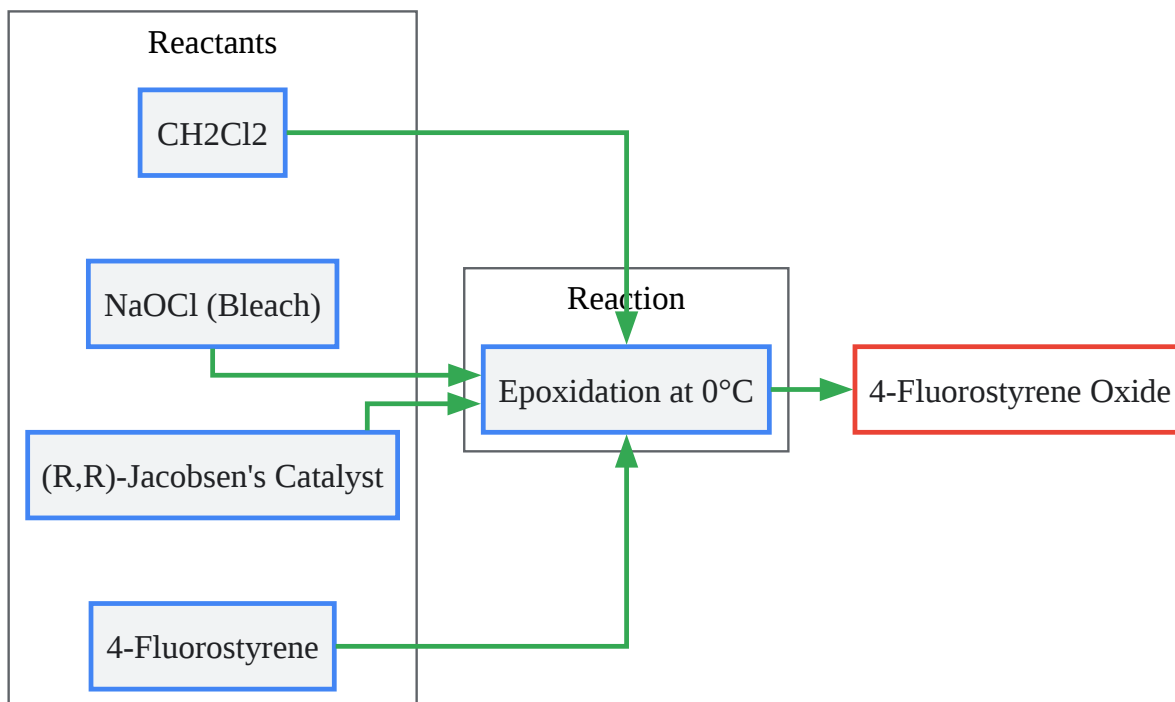 Reactants
CH2Cl2
NaOCl (Bleach)
(R,R)-Jacobsen's Catalyst
4-Fluorostyrene
Reaction
Epoxidation at 0°C
4-Fluorostyrene Oxide